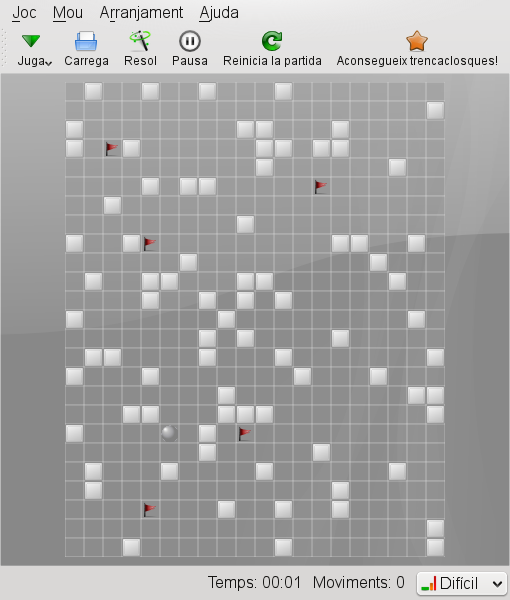 Joc Mou Arranjament Ajuda
Juga Carrega Resol Pausa Reinicia la partida Aconsegueix trencaclosques!
Temps: 00:01 Moviments: 0 Difícil